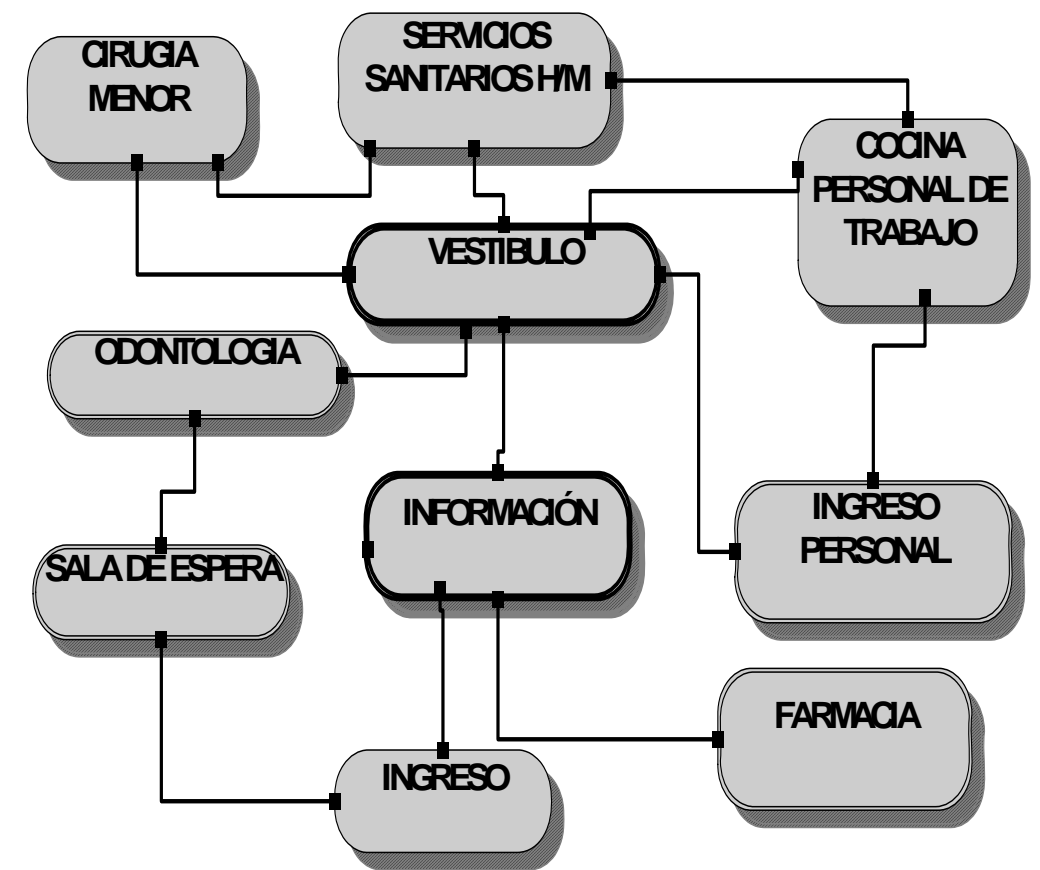 CIRUGIA
MENOR
SERVICIOS
SANITARIOS H/M
COCINA
PERSONAL DE
TRABAJO
VESTIBULO
ODONTOLOGIA
INFORMACIÓN
INGRESO
PERSONAL
SALA DE ESPERA
FARMACIA
INGRESO